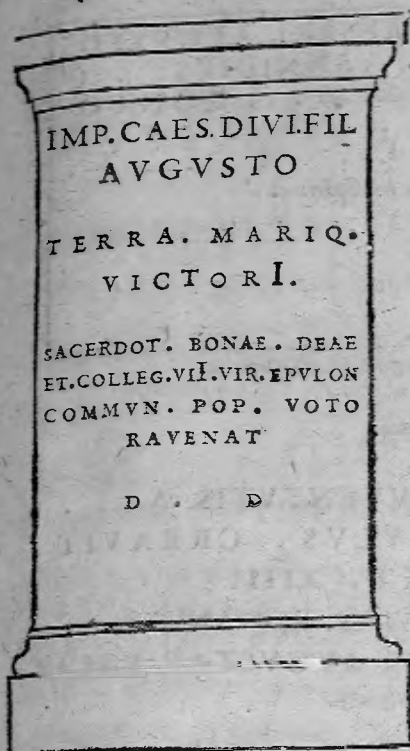 IMP.CAES.DIVI.FIL
AVGVSTO
TERRA. MARIQ.
VICTORI.
SACERDOT. BONAE. DEAE
ET.COLLEG.VII.VIR.EPVLON
COMMVN. POP. VOTO
RAVENAT
D . D